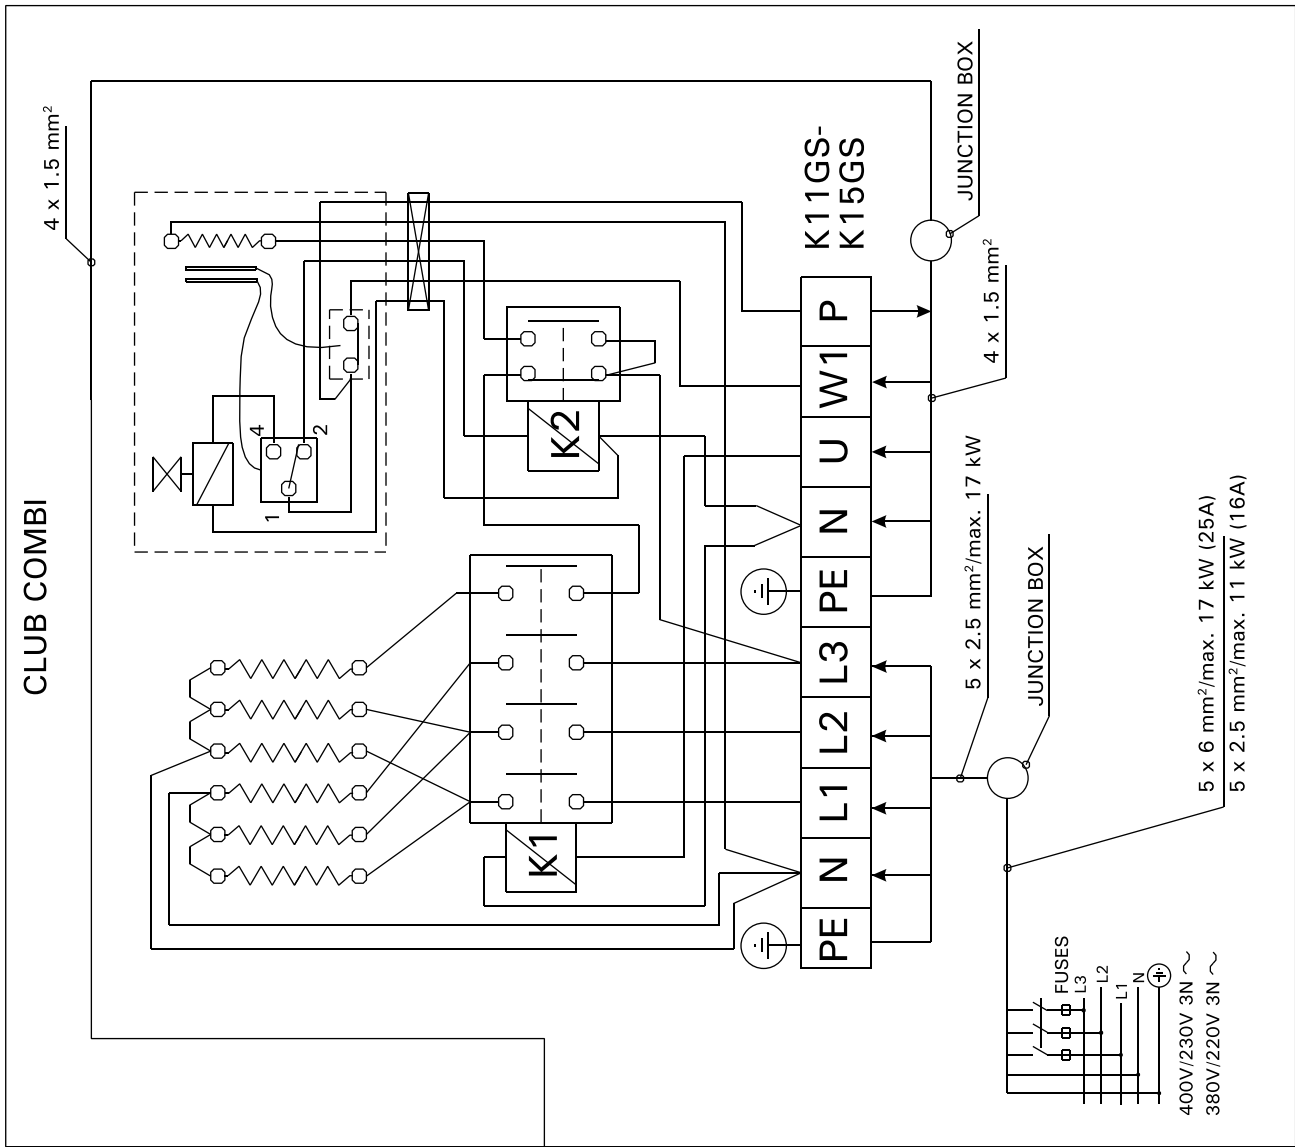 CLUB COMBI
4 x 1.5 mm²
4
2
1
K2
K1
K11GS-
K15GS
PE
N
L1
L2
L3
PE
N
U
W1
P
JUNCTION BOX
4 x 1.5 mm²
5 x 2.5 mm²/max. 17 kW
JUNCTION BOX
5 x 6 mm²/max. 17 kW (25A)
5 x 2.5 mm²/max. 11 kW (16A)
FUSES
L3
L2
L1
N
400V/230V 3N ~
380V/220V 3N ~